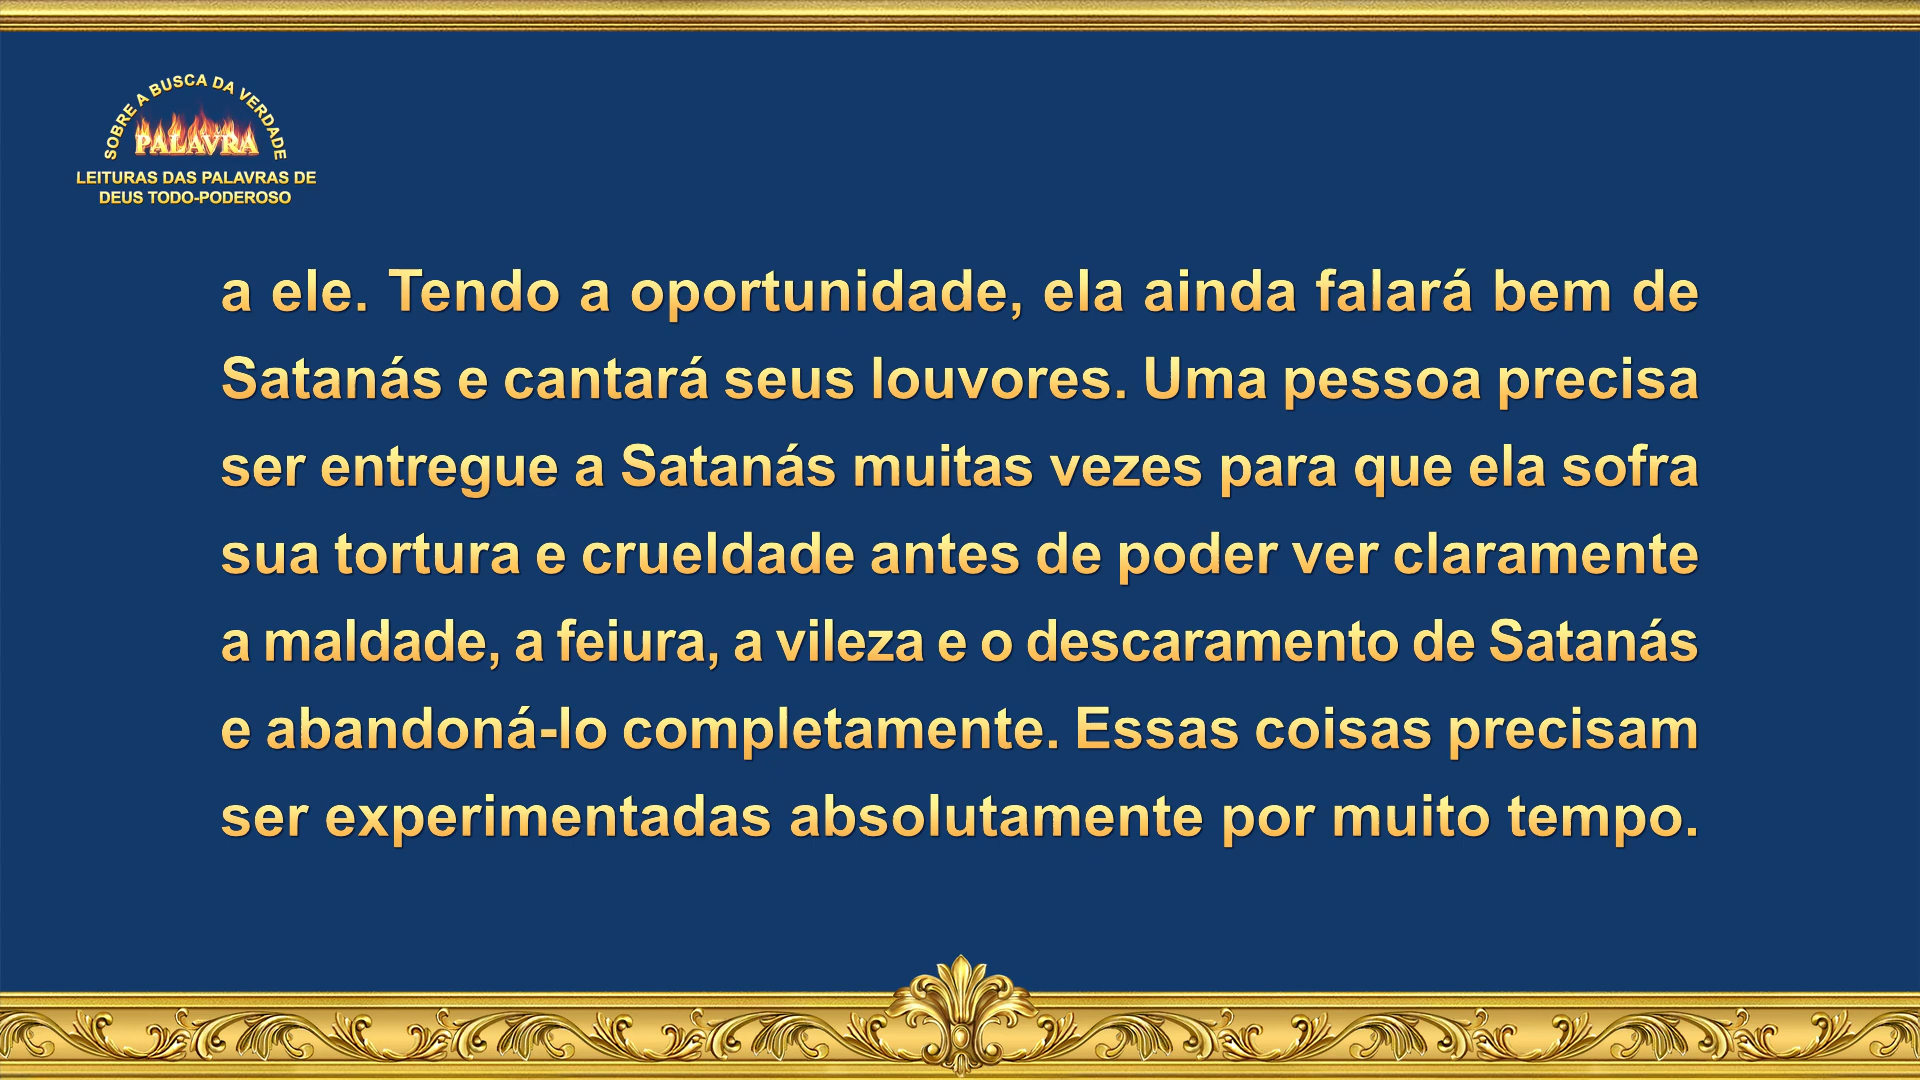 SOBRE A BUSCA DA VERDADE
PALAVRA
LEITURAS DAS PALAVRAS DE
DEUS TODO-PODEROSO
a ele. Tendo a oportunidade, ela ainda falará bem de
Satanás e cantará seus louvores. Uma pessoa precisa
ser entregue a Satanás muitas vezes para que ela sofra
sua tortura e crueldade antes de poder ver claramente
a maldade, a feiura, a vileza e o descaramento de Satanás
e abandoná-lo completamente. Essas coisas precisam
ser experimentadas absolutamente por muito tempo.